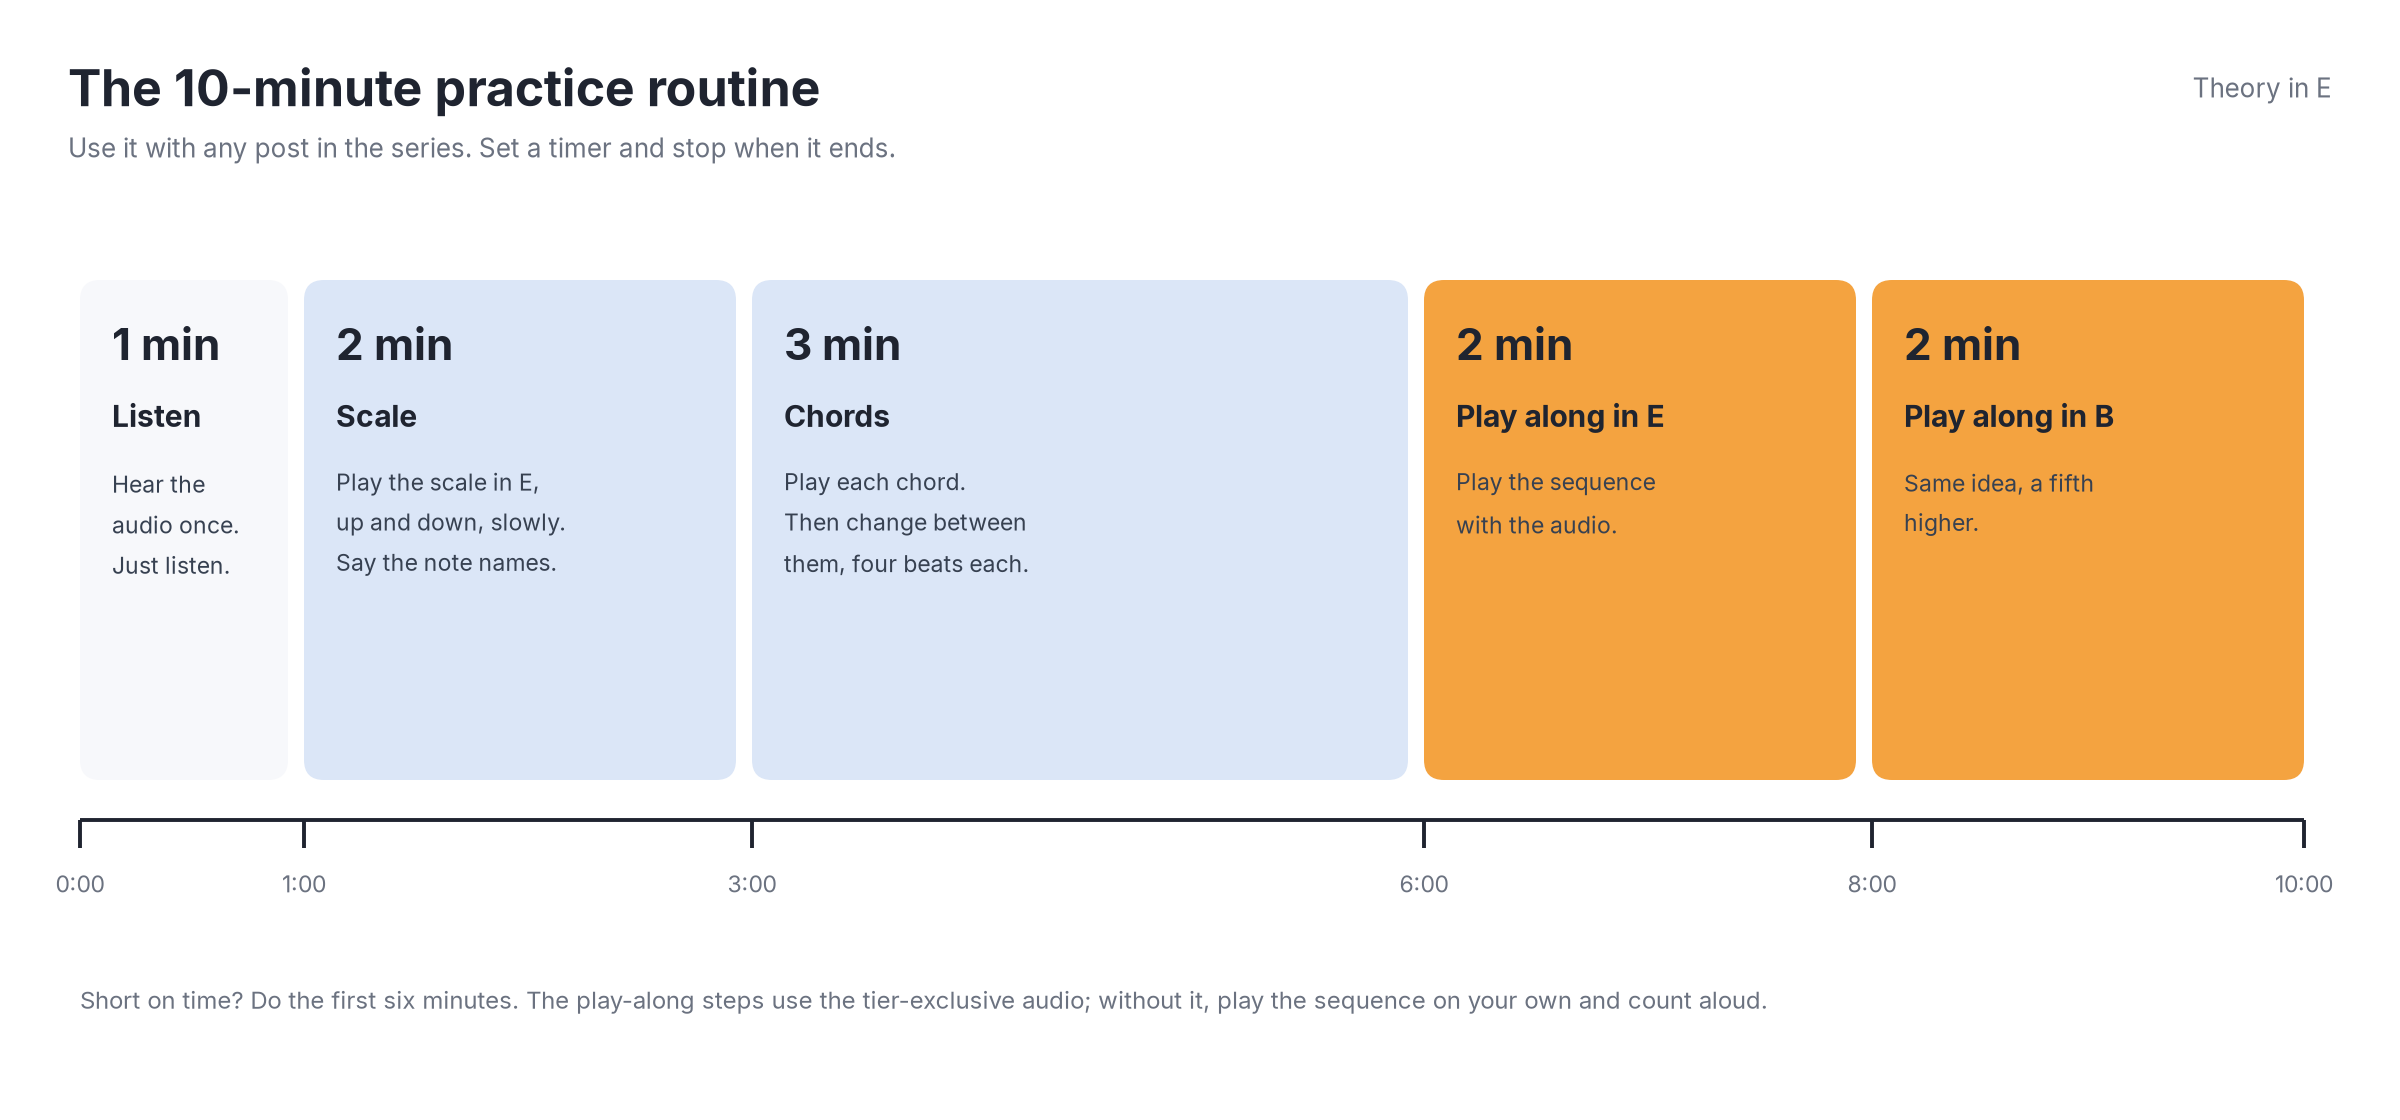 The 10-minute practice routine
Theory in E
Use it with any post in the series. Set a timer and stop when it ends.
1 min
Listen
Hear the
audio once.
Just listen.
2 min
Scale
Play the scale in E,
up and down, slowly.
Say the note names.
3 min
Chords
Play each chord.
Then change between
them, four beats each.
2 min
Play along in E
Play the sequence
with the audio.
2 min
Play along in B
Same idea, a fifth
higher.
0:00
1:00
3:00
6:00
8:00
10:00
Short on time? Do the first six minutes. The play-along steps use the tier-exclusive audio; without it, play the sequence on your own and count aloud.